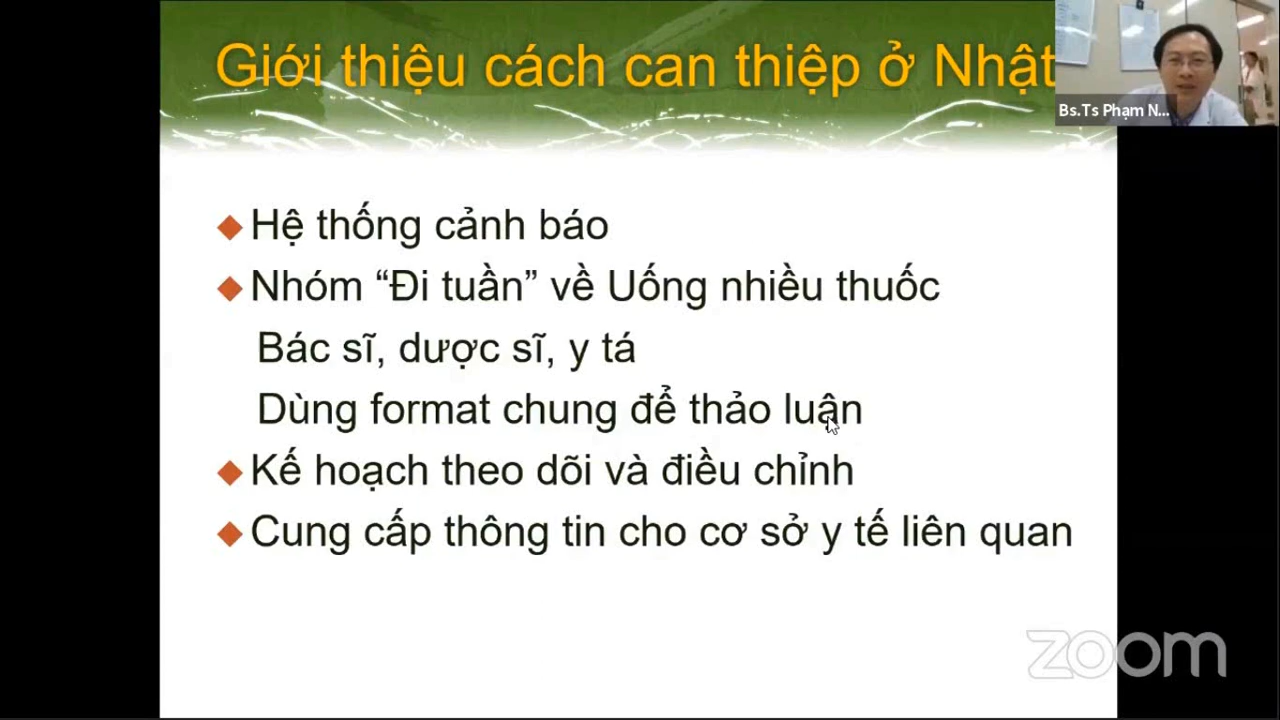 Giới thiệu cách can thiệp ở Nhật
Bs.Ts Phạm N...
Hệ thống cảnh báo
Nhóm “Đi tuần” về Uống nhiều thuốc
Bác sĩ, dược sĩ, y tá
Dùng format chung để thảo luận
Kế hoạch theo dõi và điều chỉnh
Cung cấp thông tin cho cơ sở y tế liên quan
zoom